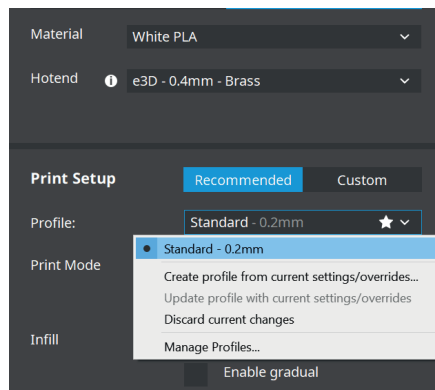 Material White PLA
Hotend i e3D - 0.4mm - Brass
Print Setup Recommended Custom
Profile: Standard - 0.2mm
Standard - 0.2mm
Print Mode
Create profile from current settings/overrides...
Update profile with current settings/overrides
Discard current changes
Infill
Manage Profiles...
Enable gradual